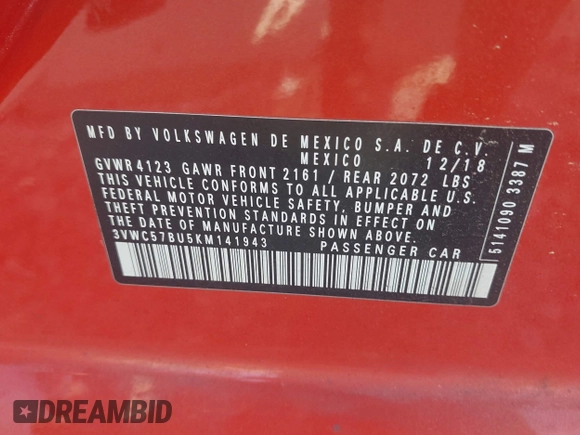 MFD BY VOLKSWAGEN DE MEXICO S.A. DE C.V.
MEXICO 12/18
GVWR 4123 GAWR FRONT 2161 / REAR 2072 LBS
THIS VEHICLE CONFORMS TO ALL APPLICABLE U.S.
FEDERAL MOTOR VEHICLE SAFETY, BUMPER AND
THEFT PREVENTION STANDARDS IN EFFECT ON
THE DATE OF MANUFACTURE SHOWN ABOVE.
3VWC57BU5KM141943 PASSENGER CAR
5141090 3387 M
DREAMBID